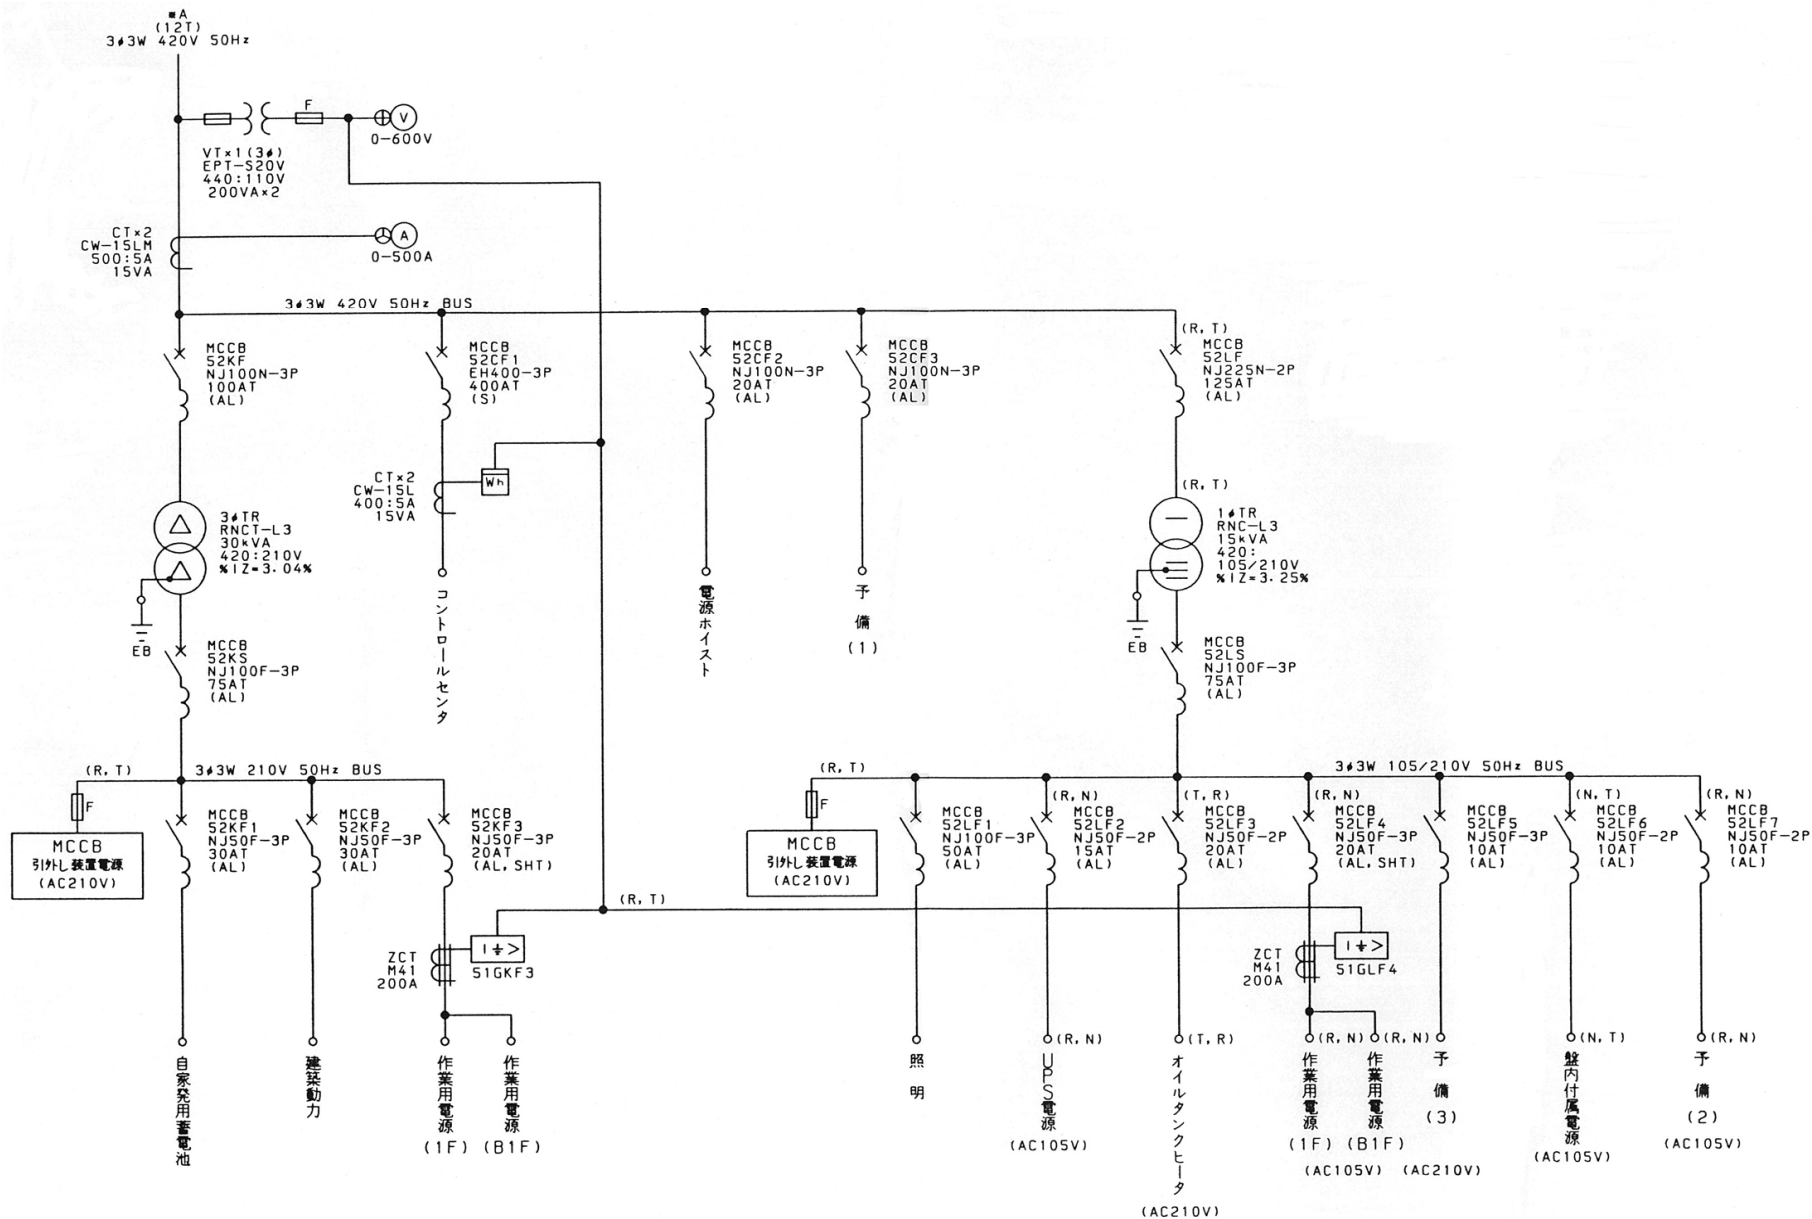 ※A
(12T)
3φ3W 420V 50Hz
F
V
0-600V
VT×1(3φ)
EPT-S20V
440:110V
200VA×2
CT×2
CW-15LM
500:5A
15VA
A
0-500A
3φ3W 420V 50Hz BUS
MCCB
52KF
NJ100N-3P
100AT
(AL)
MCCB
52CF1
EH400-3P
400AT
(S)
MCCB
52CF2
NJ100N-3P
20AT
(AL)
MCCB
52CF3
NJ100N-3P
20AT
(AL)
(R,T)
MCCB
52LF
NJ225N-2P
125AT
(AL)
CT×2
CW-15L
400:5A
15VA
Wh
(R,T)
3φTR
RNCT-L3
30kVA
420:210V
%IZ=3.04%
1φTR
RNC-L3
15kVA
420:
105/210V
%IZ=3.25%
EB
コントロールセンタ
電源ホイスト
予備
(1)
EB
MCCB
52KS
NJ100F-3P
75AT
(AL)
MCCB
52LS
NJ100F-3P
75AT
(AL)
(R,T)
3φ3W 210V 50Hz BUS
F
MCCB
引外し装置電源
(AC210V)
MCCB
52KF1
NJ50F-3P
30AT
(AL)
MCCB
52KF2
NJ50F-3P
30AT
(AL)
MCCB
52KF3
NJ50F-3P
20AT
(AL,SHT)
(R,T)
3φ3W 105/210V 50Hz BUS
F
MCCB
引外し装置電源
(AC210V)
MCCB
52LF1
NJ100F-3P
50AT
(AL)
(R,N)
MCCB
52LF2
NJ50F-2P
15AT
(AL)
(T,R)
MCCB
52LF3
NJ50F-2P
20AT
(AL)
(R,N)
MCCB
52LF4
NJ50F-3P
20AT
(AL,SHT)
MCCB
52LF5
NJ50F-3P
10AT
(AL)
(N,T)
MCCB
52LF6
NJ50F-2P
10AT
(AL)
(R,N)
MCCB
52LF7
NJ50F-2P
10AT
(AL)
(R,T)
ZCT
M41
200A
I⏚>
51GKF3
ZCT
M41
200A
I⏚>
51GLF4
自家発用蓄電池
建築動力
作業用電源
(1F)
作業用電源
(B1F)
照明
(R,N)
UPS電源
(AC105V)
(T,R)
オイルタンクヒータ
(AC210V)
(R,N)
作業用電源
(1F)
(R,N)
作業用電源
(B1F)
(AC105V)
予備
(3)
(AC210V)
(N,T)
盤内付属電源
(AC105V)
(R,N)
予備
(2)
(AC105V)